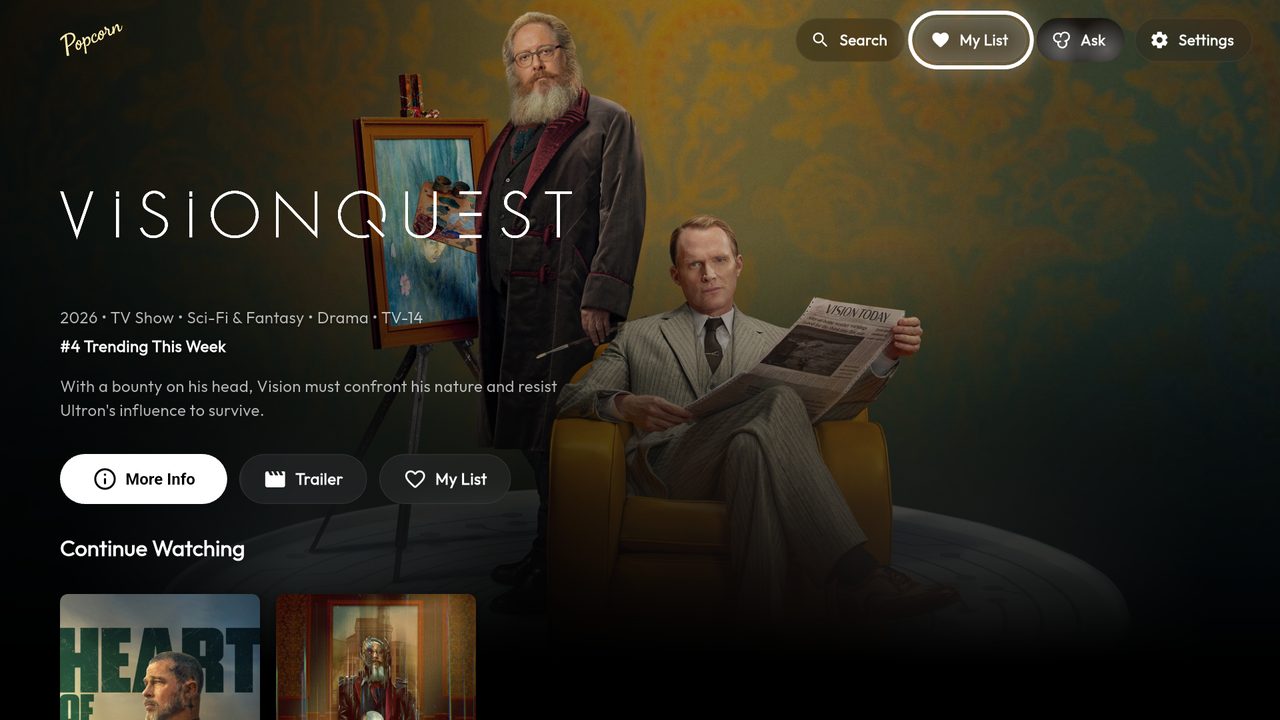 Popcorn
Search
My List
Ask
Settings
VISIONQUEST
VISION TODAY
2026 • TV Show • Sci-Fi & Fantasy • Drama • TV-14
#4 Trending This Week
With a bounty on his head, Vision must confront his nature and resist
Ultron's influence to survive.
More Info
Trailer
My List
Continue Watching
HEART
OF